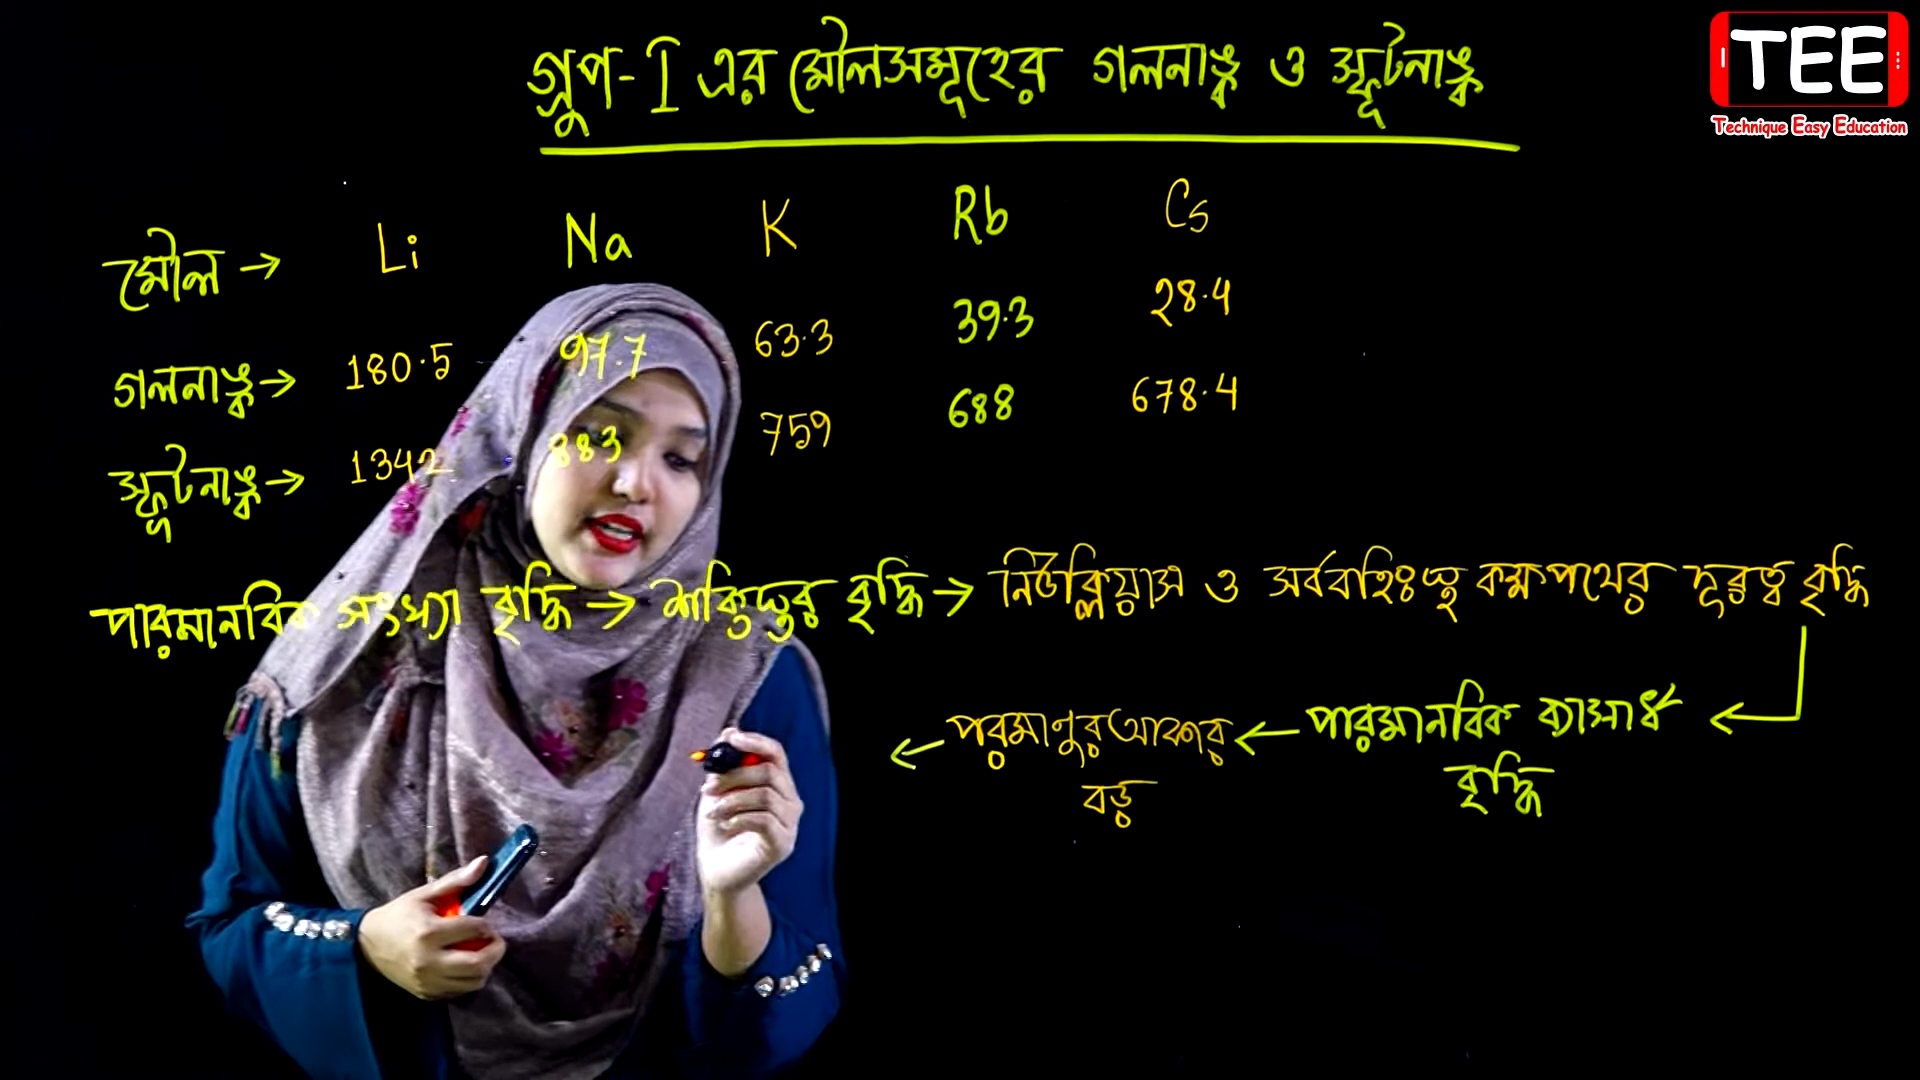 গ্রুপ-I এর মৌলসমূহের গলনাঙ্ক ও স্ফূটনাঙ্ক
TEE
Technique Easy Education
মৌল → Li Na K Rb Cs
গলনাঙ্ক → 180.5 97.7 63.3 39.3 28.4
স্ফূটনাঙ্ক → 1342 883 759 688 678.4
পারমানবিক সংখ্যা বৃদ্ধি → শক্তিস্তর বৃদ্ধি → নিউক্লিয়াস ও সর্ববহিঃস্থ কক্ষপথের দূরত্ব বৃদ্ধি
← পরমাণুর আকার ← পারমানবিক ব্যাসার্ধ ←
বড় বৃদ্ধি